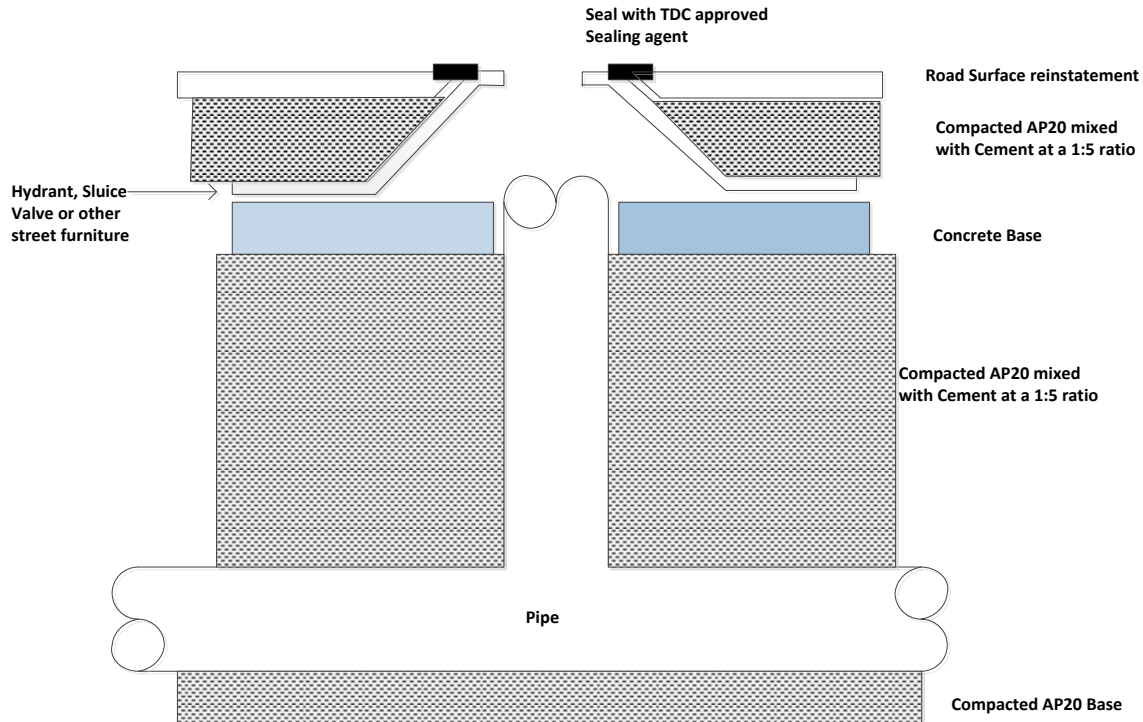 Seal with TDC approved
Sealing agent
Road Surface reinstatement
Compacted AP20 mixed
with Cement at a 1:5 ratio
Hydrant, Sluice
Valve or other
street furniture
Concrete Base
Compacted AP20 mixed
with Cement at a 1:5 ratio
Pipe
Compacted AP20 Base